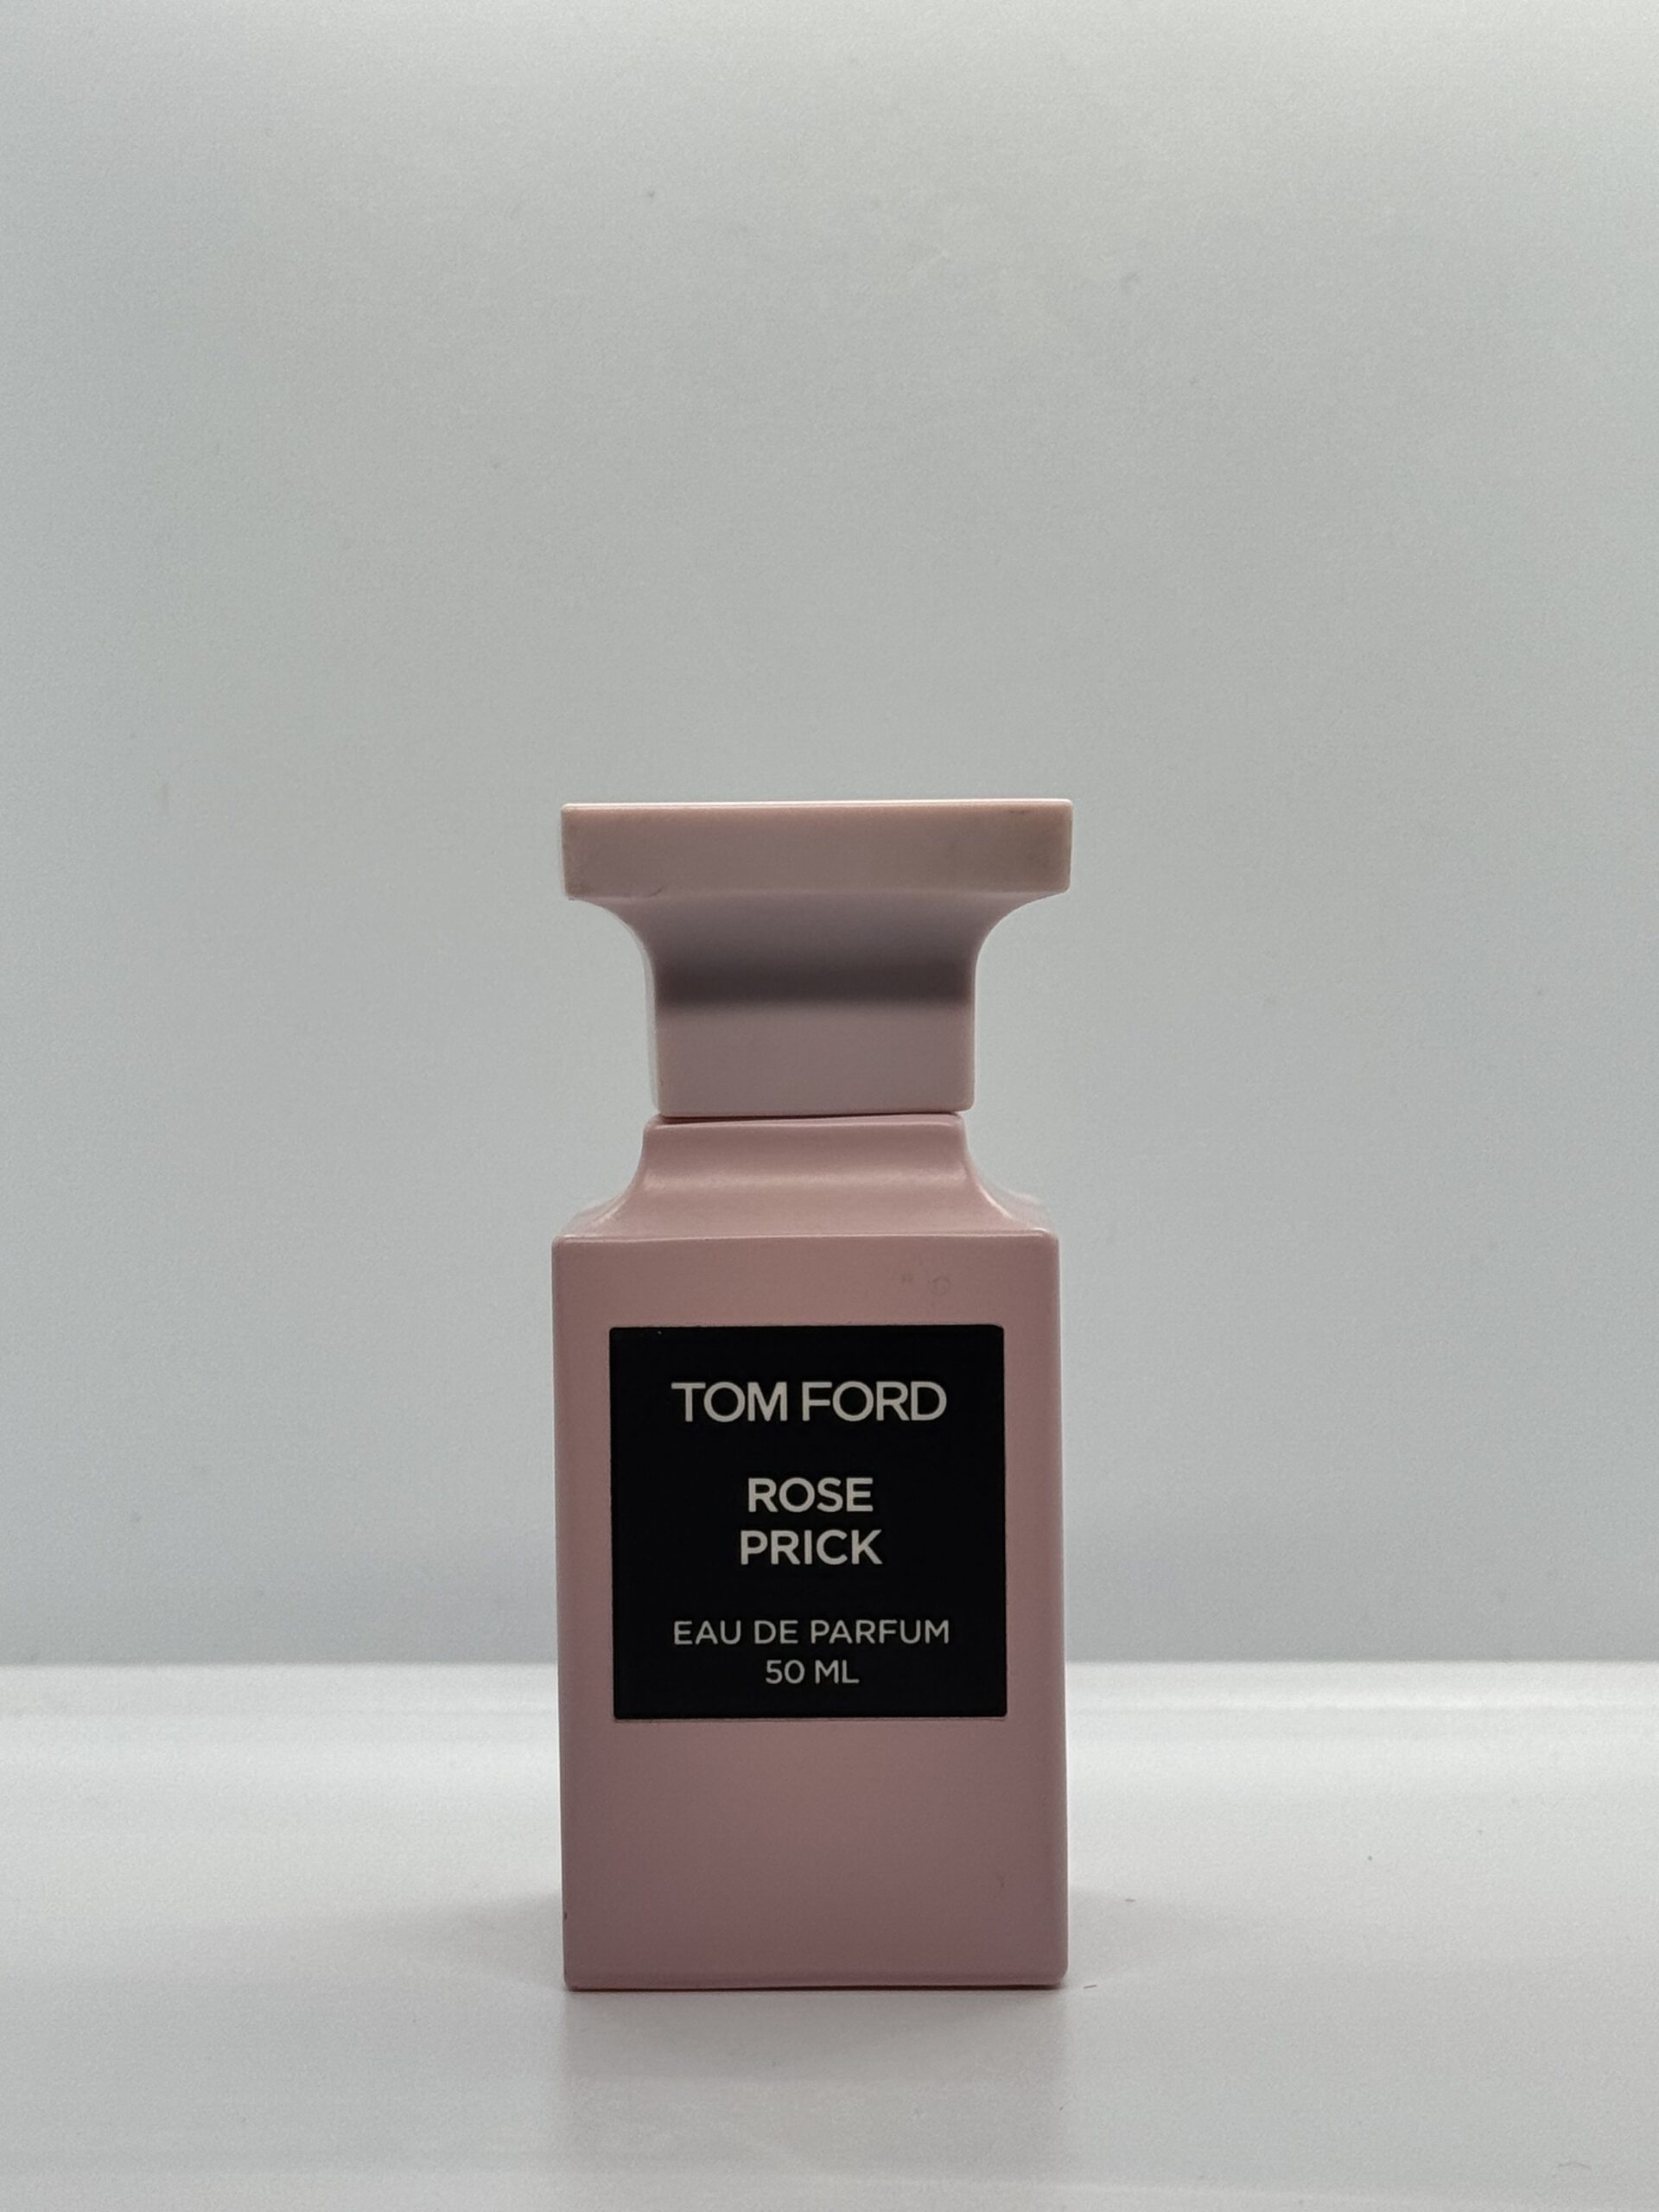 TOM FORD
ROSE
PRICK
EAU DE PARFUM
50 ML